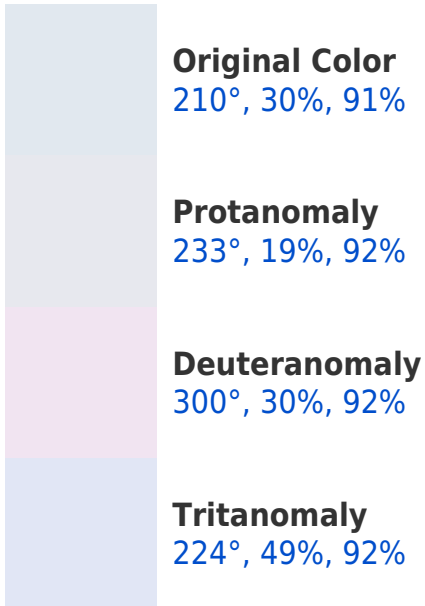 Original Color
210°, 30%, 91%
Protanomaly
233°, 19%, 92%
Deuteranomaly
300°, 30%, 92%
Tritanomaly
224°, 49%, 92%